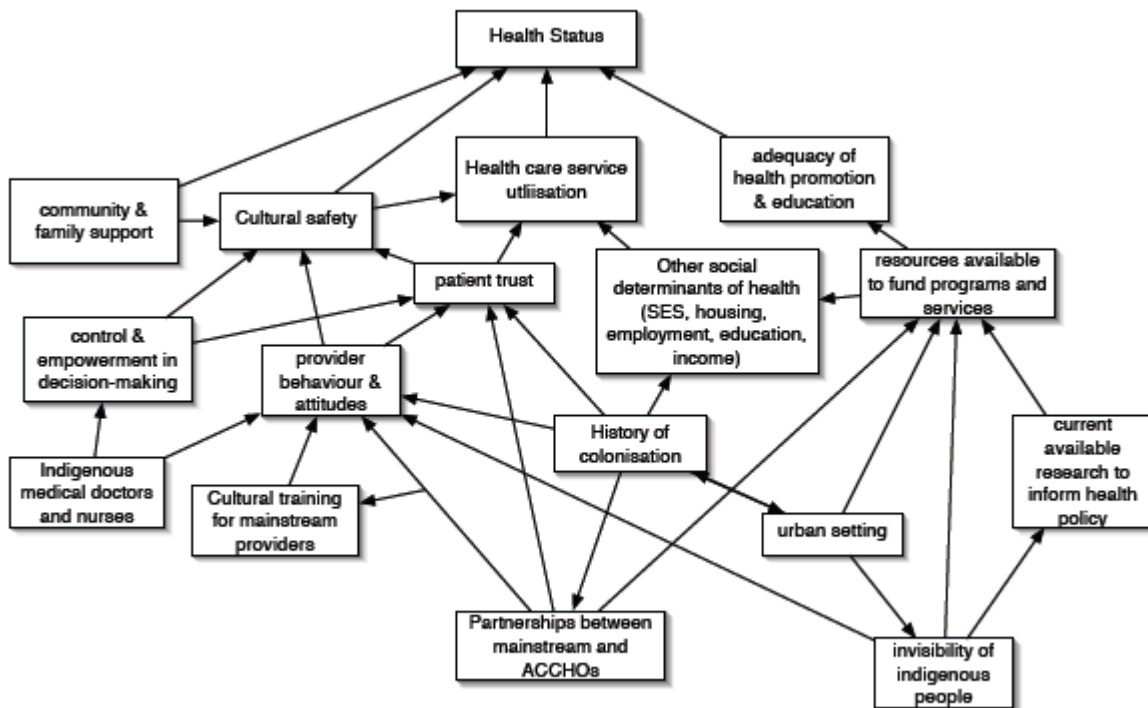 Health Status
Health care service
utliisation
adequacy of
health promotion
& education
community &
family support
Cultural safety
patient trust
Other social
determinants of health
(SES, housing,
employment, education,
income)
resources available
to fund programs and
services
control &
empowerment in
decision-making
provider
behaviour &
attitudes
History of
colonisation
current
available
research to
inform health
policy
Indigenous
medical doctors
and nurses
Cultural training
for mainstream
providers
urban setting
Partnerships between
mainstream and
ACCHOs
invisibility of
indigenous
people